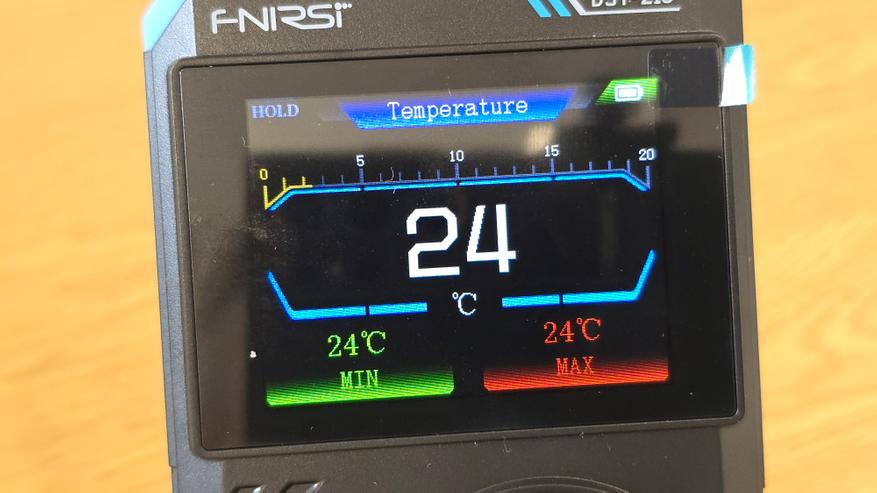 FNIRSI
HOLD
Temperature
0 5 10 15 20
24
℃
24℃ 24℃
MIN MAX